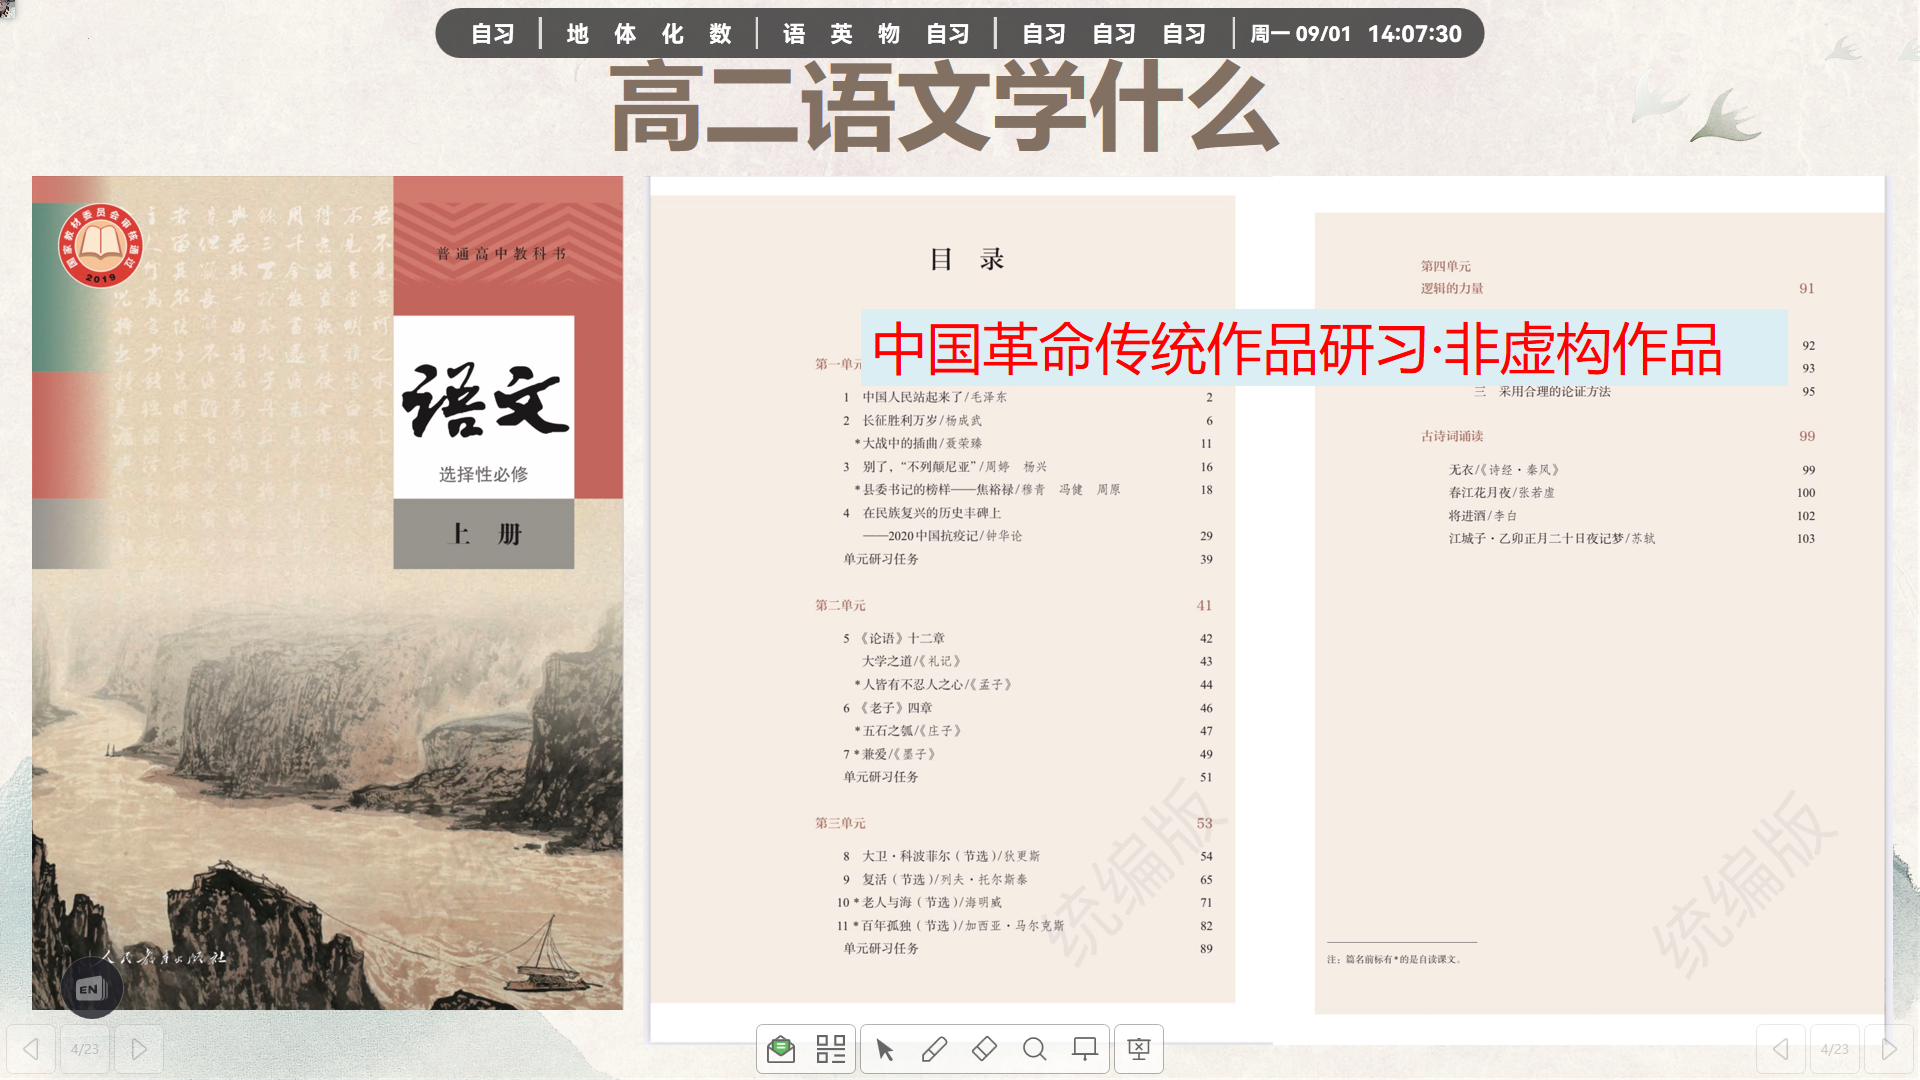 自习 | 地 体 化 数 | 语 英 物 自习 | 自习 自习 自习 | 周一 09/01 14:07:30
高二语文学什么
国家教材委员会审核通过
2019
普通高中教科书
语文
选择性必修
上 册
人民教育出版社
目 录
中国革命传统作品研习·非虚构作品
第一单元
1 中国人民站起来了/毛泽东 2
2 长征胜利万岁/杨成武 6
*大战中的插曲/聂荣臻 11
3 别了，“不列颠尼亚”/周婷 杨兴 16
*县委书记的榜样——焦裕禄/穆青 冯健 周原 18
4 在民族复兴的历史丰碑上
——2020中国抗疫记/钟华论 29
单元研习任务 39
第二单元 41
5 《论语》十二章 42
大学之道/《礼记》 43
*人皆有不忍人之心/《孟子》 44
6 《老子》四章 46
*五石之瓠/《庄子》 47
7 *兼爱/《墨子》 49
单元研习任务 51
第三单元 53
8 大卫·科波菲尔（节选）/狄更斯 54
9 复活（节选）/列夫·托尔斯泰 65
10 *老人与海（节选）/海明威 71
11 *百年孤独（节选）/加西亚·马尔克斯 82
单元研习任务 89
统编版
第四单元
逻辑的力量 91
92
93
三 采用合理的论证方法 95
古诗词诵读 99
无衣/《诗经·秦风》 99
春江花月夜/张若虚 100
将进酒/李白 102
江城子·乙卯正月二十日夜记梦/苏轼 103
统编版
注：篇名前标有*的是自读课文。
EN
4/23
4/23